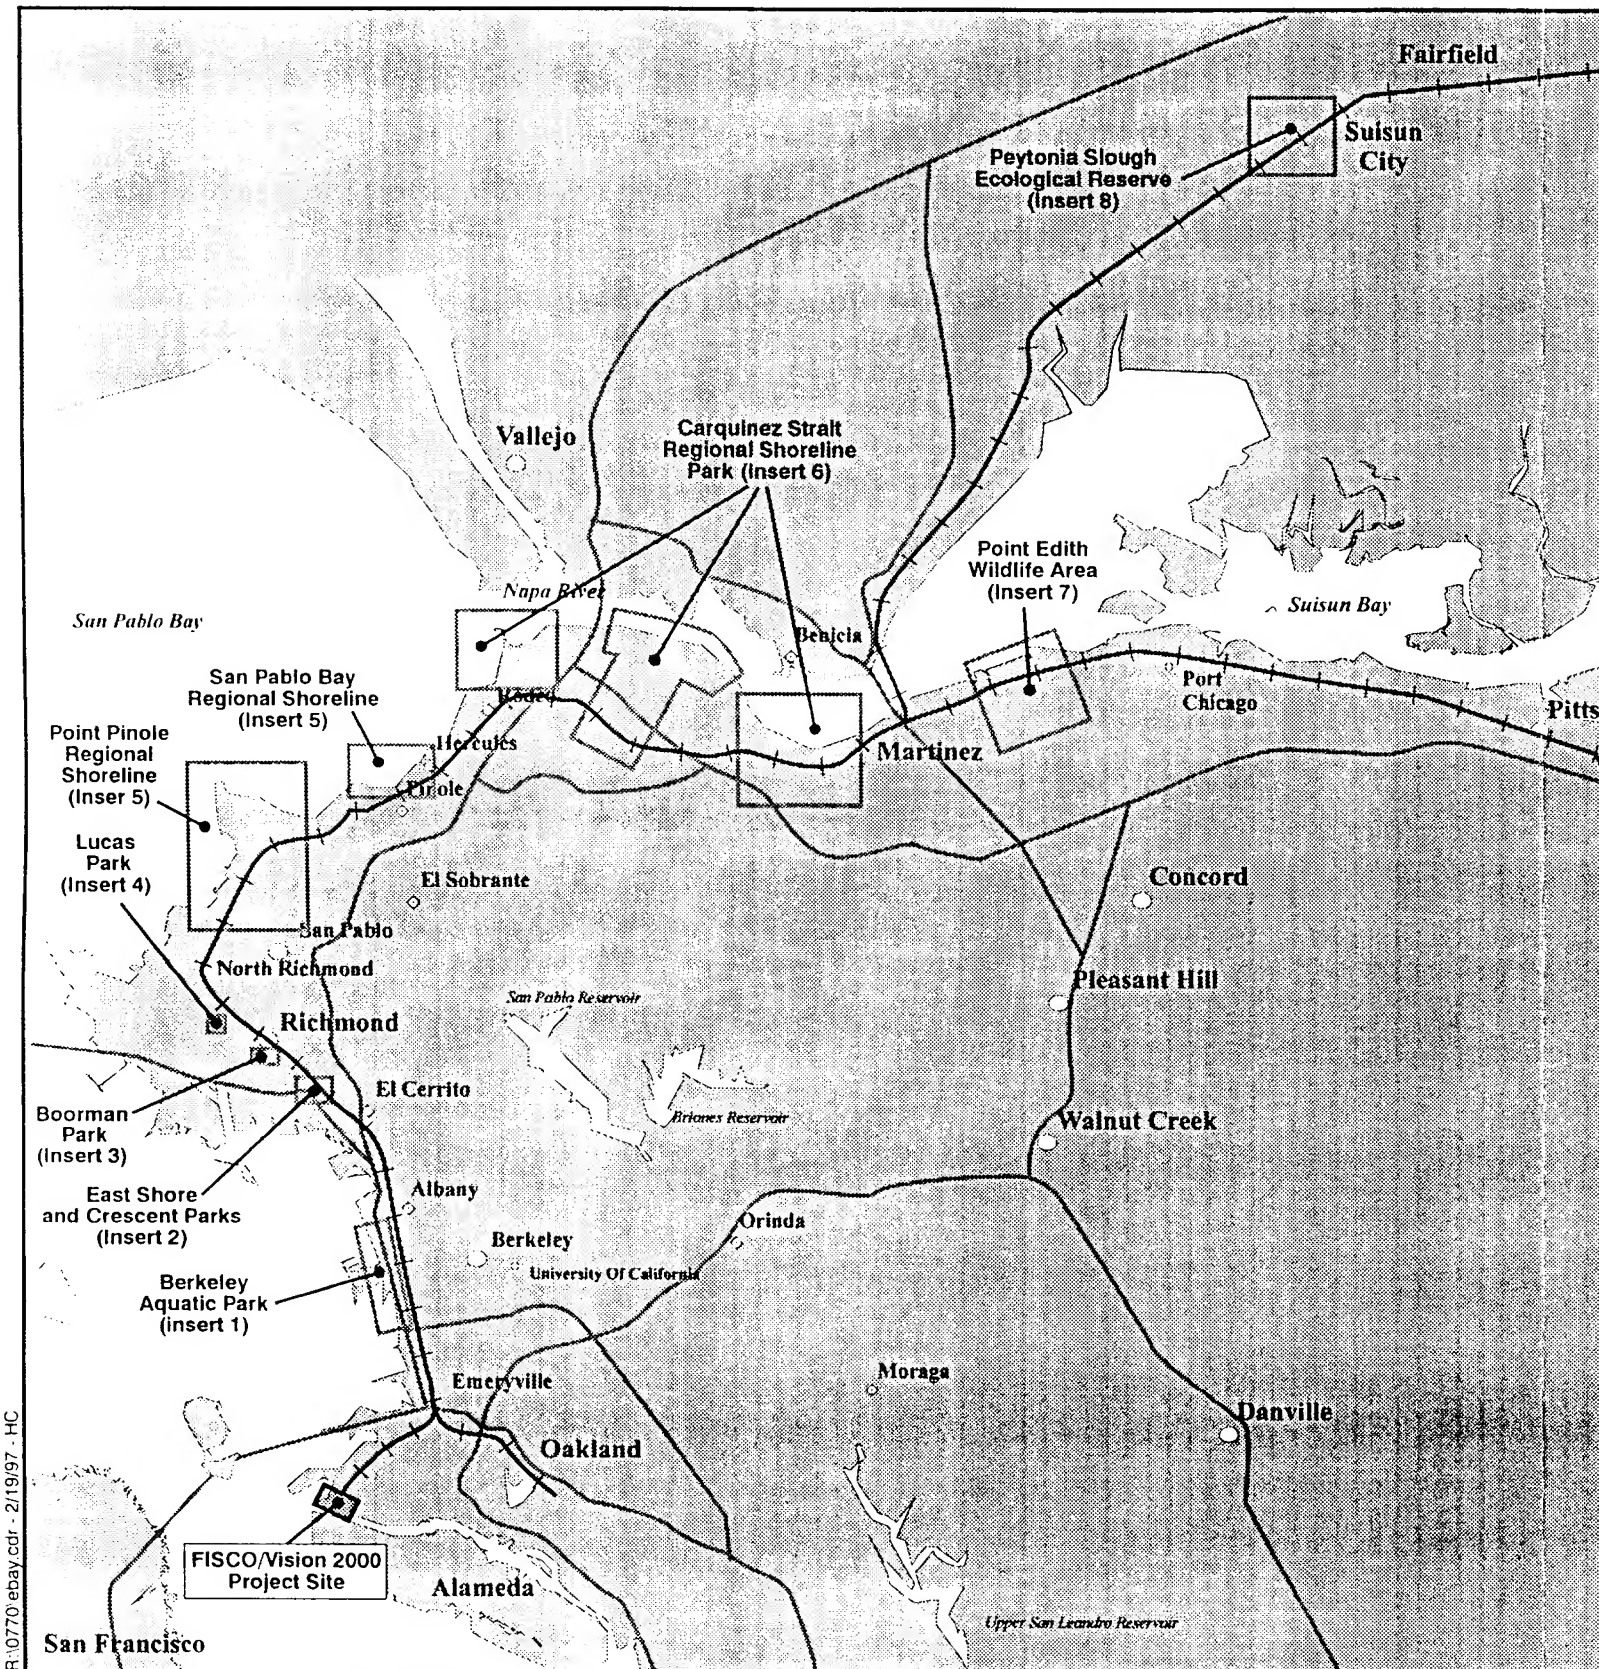 Fairfield
Suisun
City
Peytonia Slough
Ecological Reserve
(Insert 8)
Vallejo
Carquinez Strait
Regional Shoreline
Park (Insert 6)
Point Edith
Wildlife Area
(Insert 7)
Napa River
Suisun Bay
San Pablo Bay
Benicia
San Pablo Bay
Regional Shoreline
(Insert 5)
Rodeo
Port
Chicago
Pitts
Point Pinole
Regional
Shoreline
(Inser 5)
Hercules
Martinez
Pinole
Lucas
Park
(Insert 4)
El Sobrante
Concord
San Pablo
North Richmond
Pleasant Hill
San Pablo Reservoir
Richmond
El Cerrito
Boorman
Park
(Insert 3)
Briones Reservoir
Walnut Creek
East Shore
and Crescent Parks
(Insert 2)
Albany
Orinda
Berkeley
University Of California
Berkeley
Aquatic Park
(insert 1)
Moraga
Emeryville
Danville
Oakland
FISCO/Vision 2000
Project Site
Alameda
Upper San Leandro Reservoir
San Francisco
R:\0770\ebay.cdr - 2/19/97 - HC